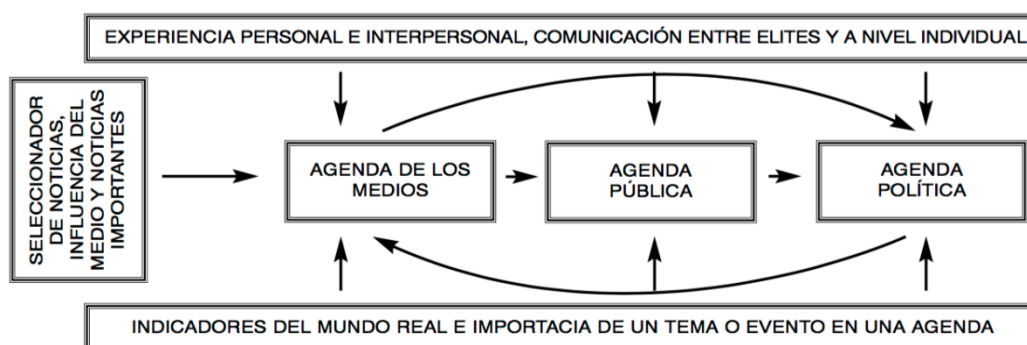 EXPERIENCIA PERSONAL E INTERPERSONAL, COMUNICACIÓN ENTRE ELITES Y A NIVEL INDIVIDUAL
SELECCIONADOR
DE NOTICIAS,
INFLUENCIA DEL
MEDIO Y NOTICIAS
IMPORTANTES
AGENDA DE LOS
MEDIOS
AGENDA
PÚBLICA
AGENDA
POLÍTICA
INDICADORES DEL MUNDO REAL E IMPORTACIA DE UN TEMA O EVENTO EN UNA AGENDA